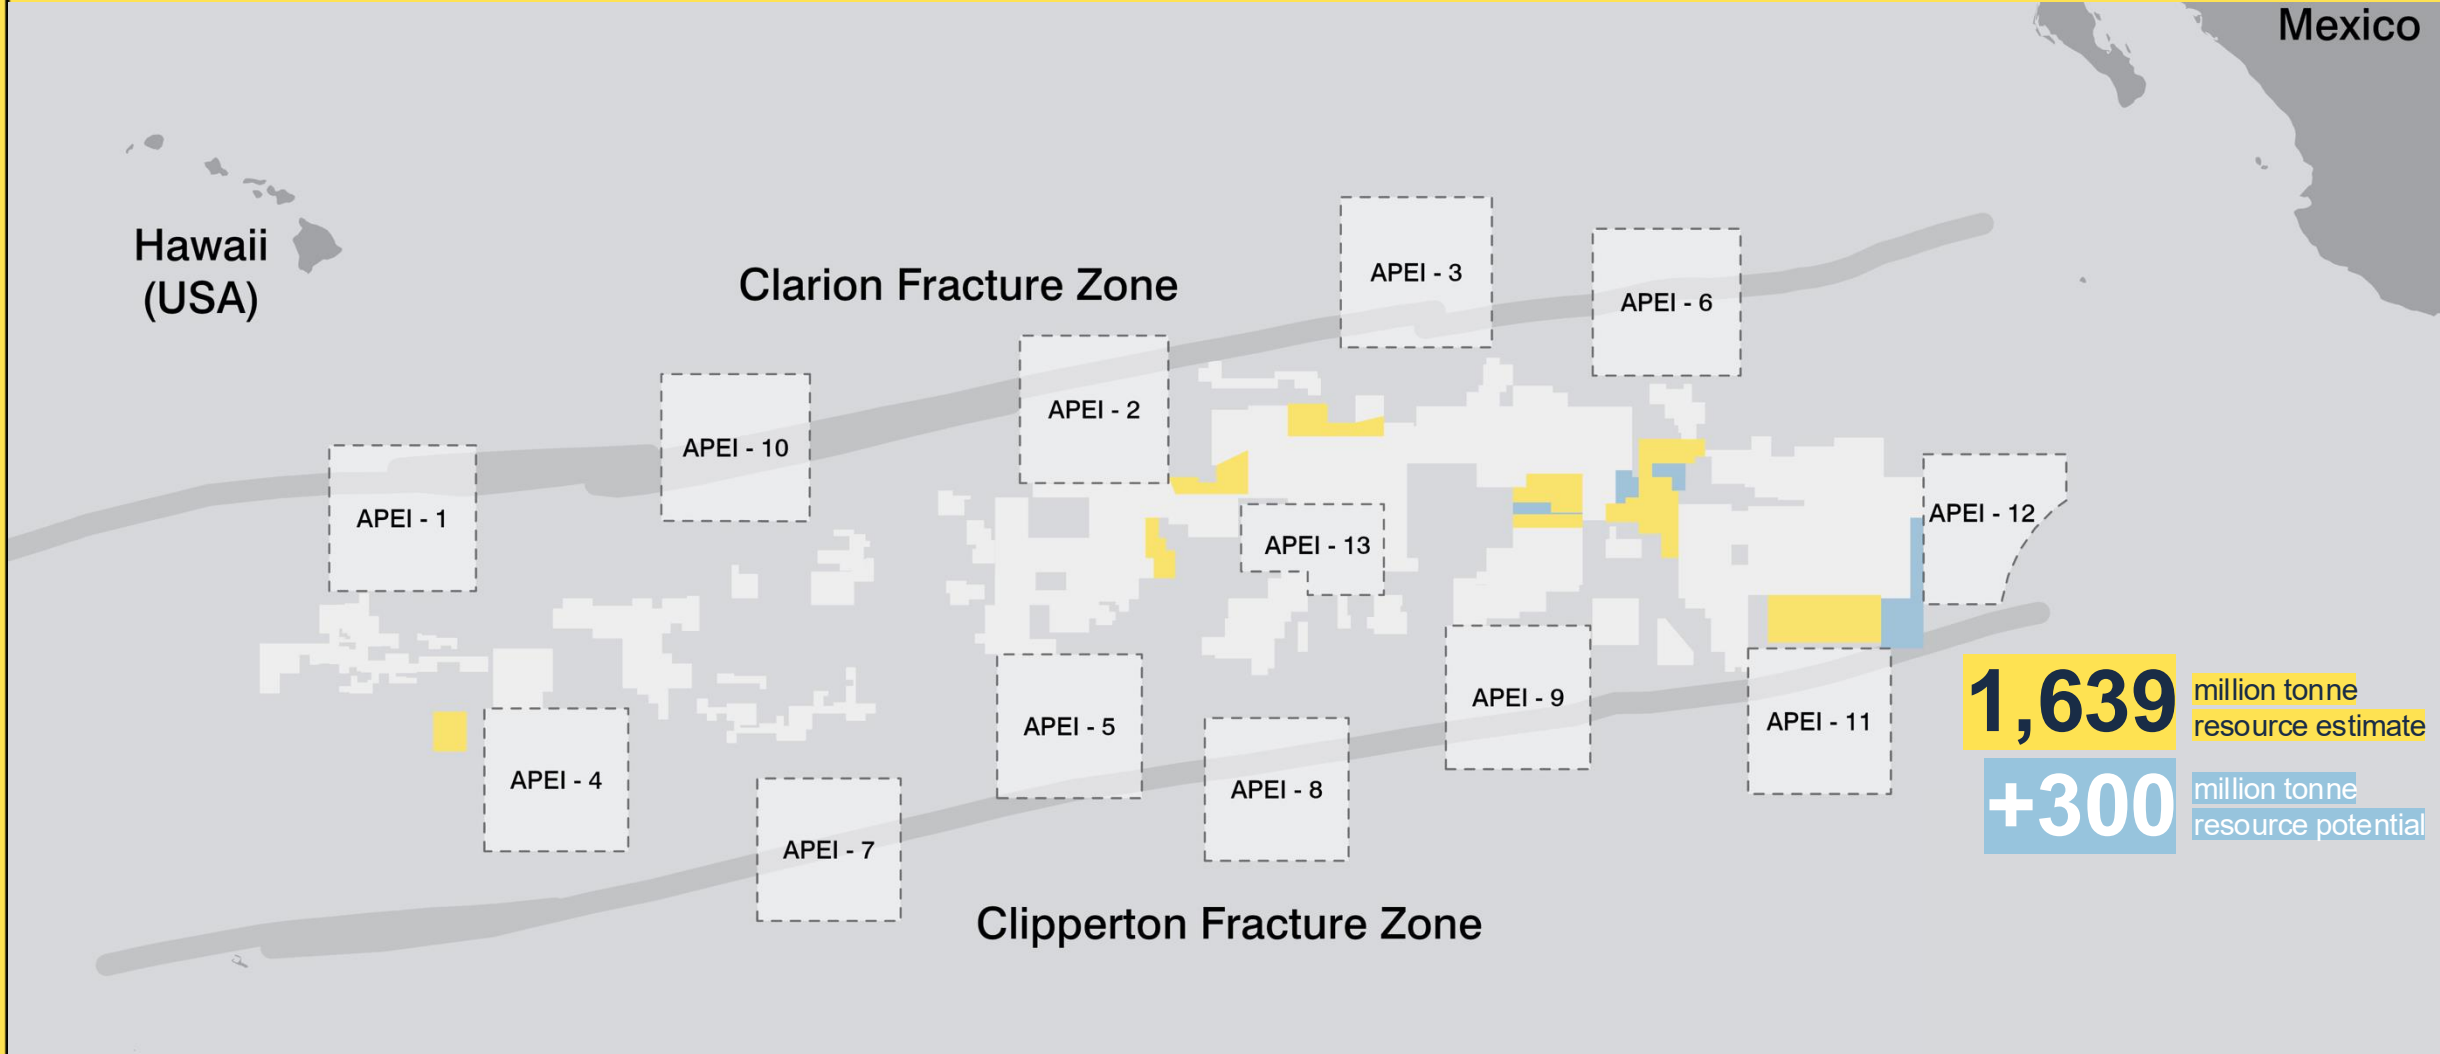 Mexico
Hawaii
(USA)
Clarion Fracture Zone
APEI - 3
APEI - 6
APEI - 2
APEI - 10
APEI - 1
APEI - 12
APEI - 13
APEI - 9
APEI - 5
APEI - 11
APEI - 4
APEI - 8
APEI - 7
1,639
million tonne
resource estimate
+300
million tonne
resource potential
Clipperton Fracture Zone